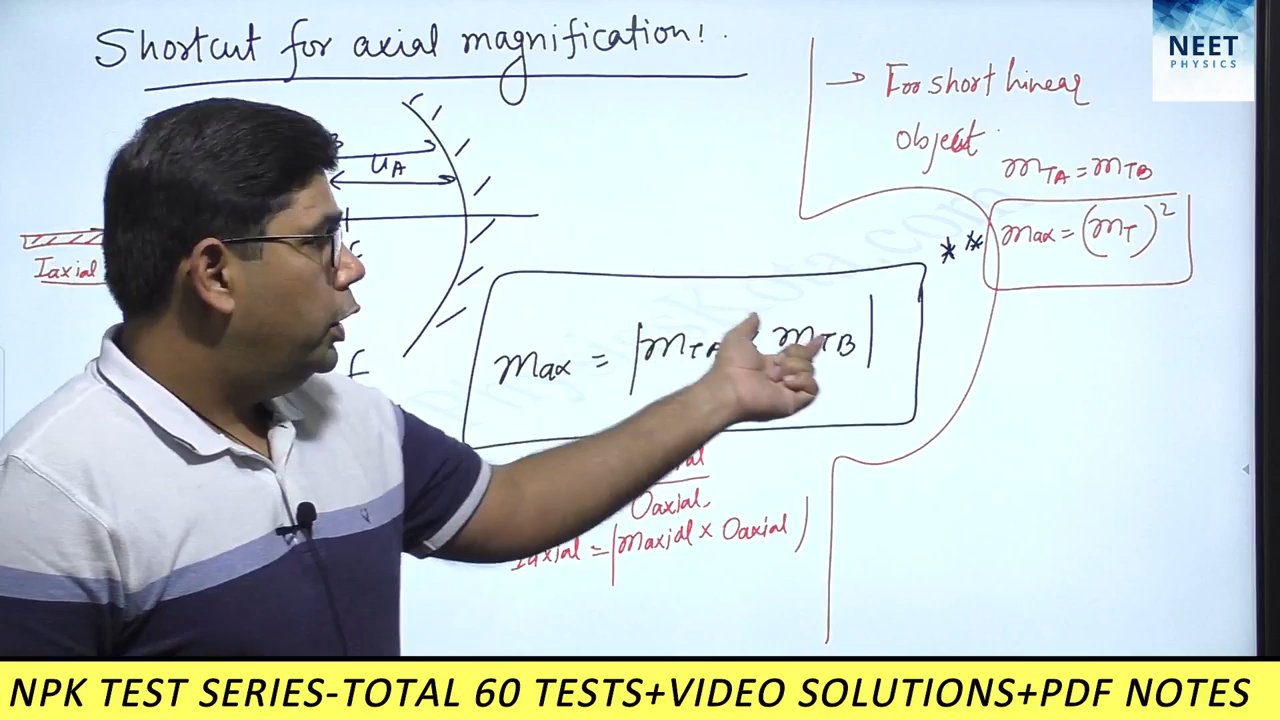 Shortcut for axial magnification!
NEET
PHYSICS
→ For short linear
object.
mTA = mTB
B
uA
** max = (mT)²
Iaxial
max = |mTA × mTB|
f
Oaxial
Iaxial = |maxial × Oaxial|
NPK TEST SERIES-TOTAL 60 TESTS+VIDEO SOLUTIONS+PDF NOTES